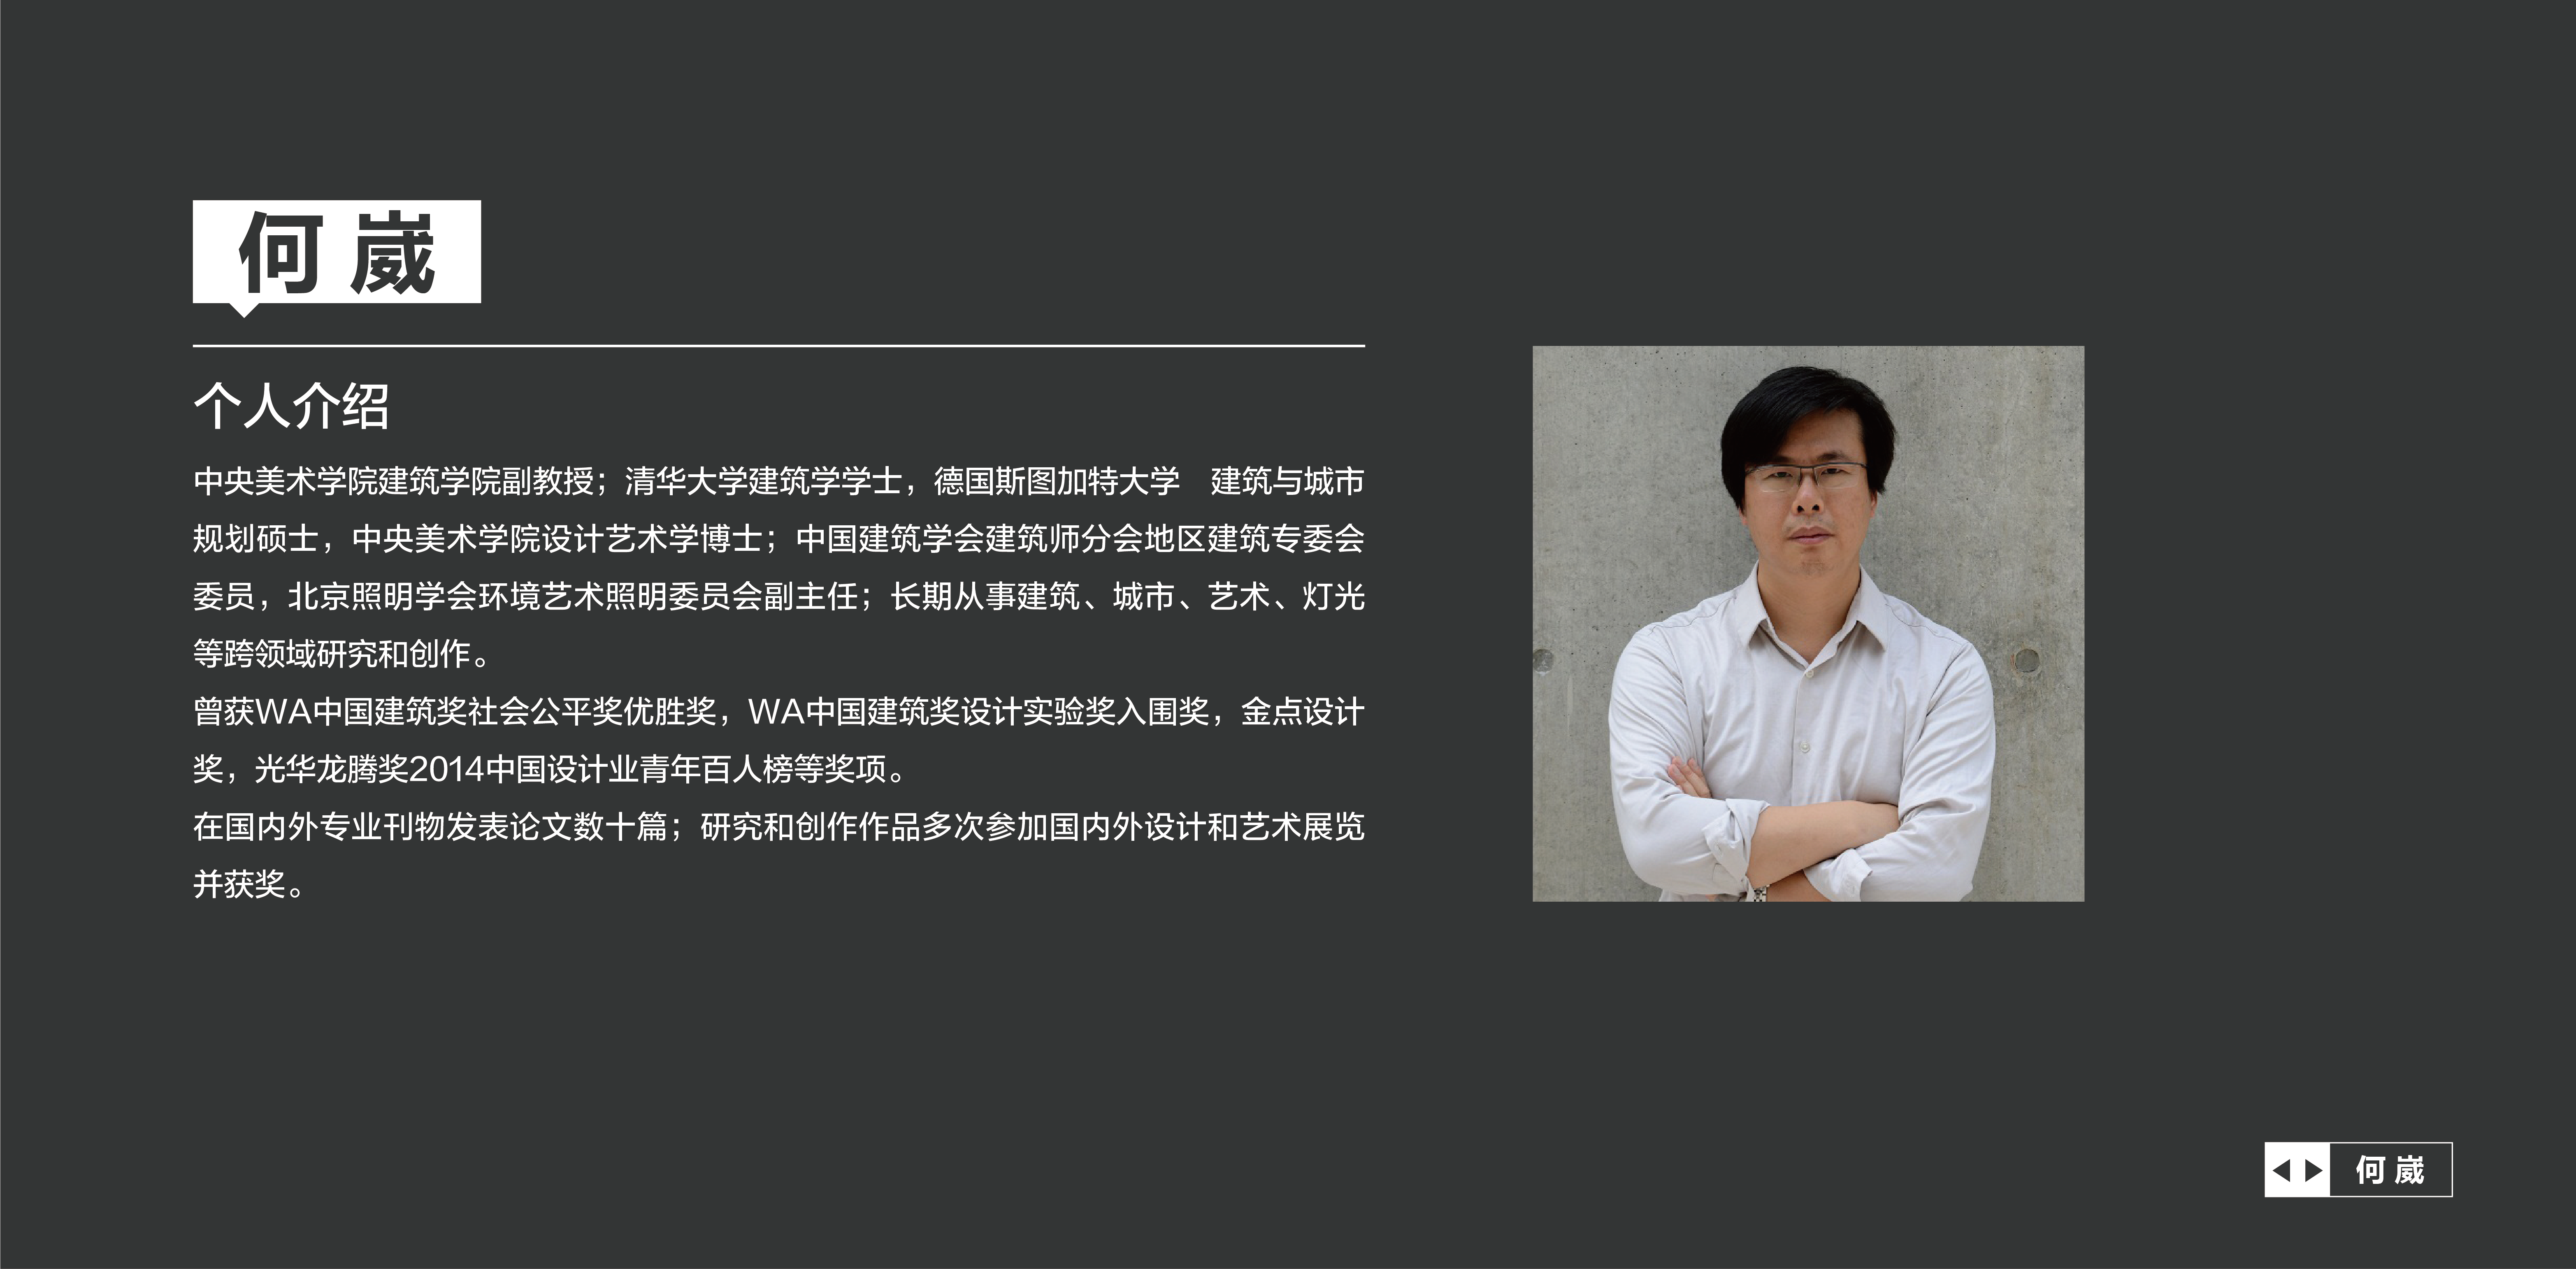 何 崴
个人介绍
中央美术学院建筑学院副教授；清华大学建筑学学士，德国斯图加特大学　建筑与城市
规划硕士，中央美术学院设计艺术学博士；中国建筑学会建筑师分会地区建筑专委会
委员，北京照明学会环境艺术照明委员会副主任；长期从事建筑、城市、艺术、灯光
等跨领域研究和创作。
曾获WA中国建筑奖社会公平奖优胜奖，WA中国建筑奖设计实验奖入围奖，金点设计
奖，光华龙腾奖2014中国设计业青年百人榜等奖项。
在国内外专业刊物发表论文数十篇；研究和创作作品多次参加国内外设计和艺术展览
并获奖。
何 崴